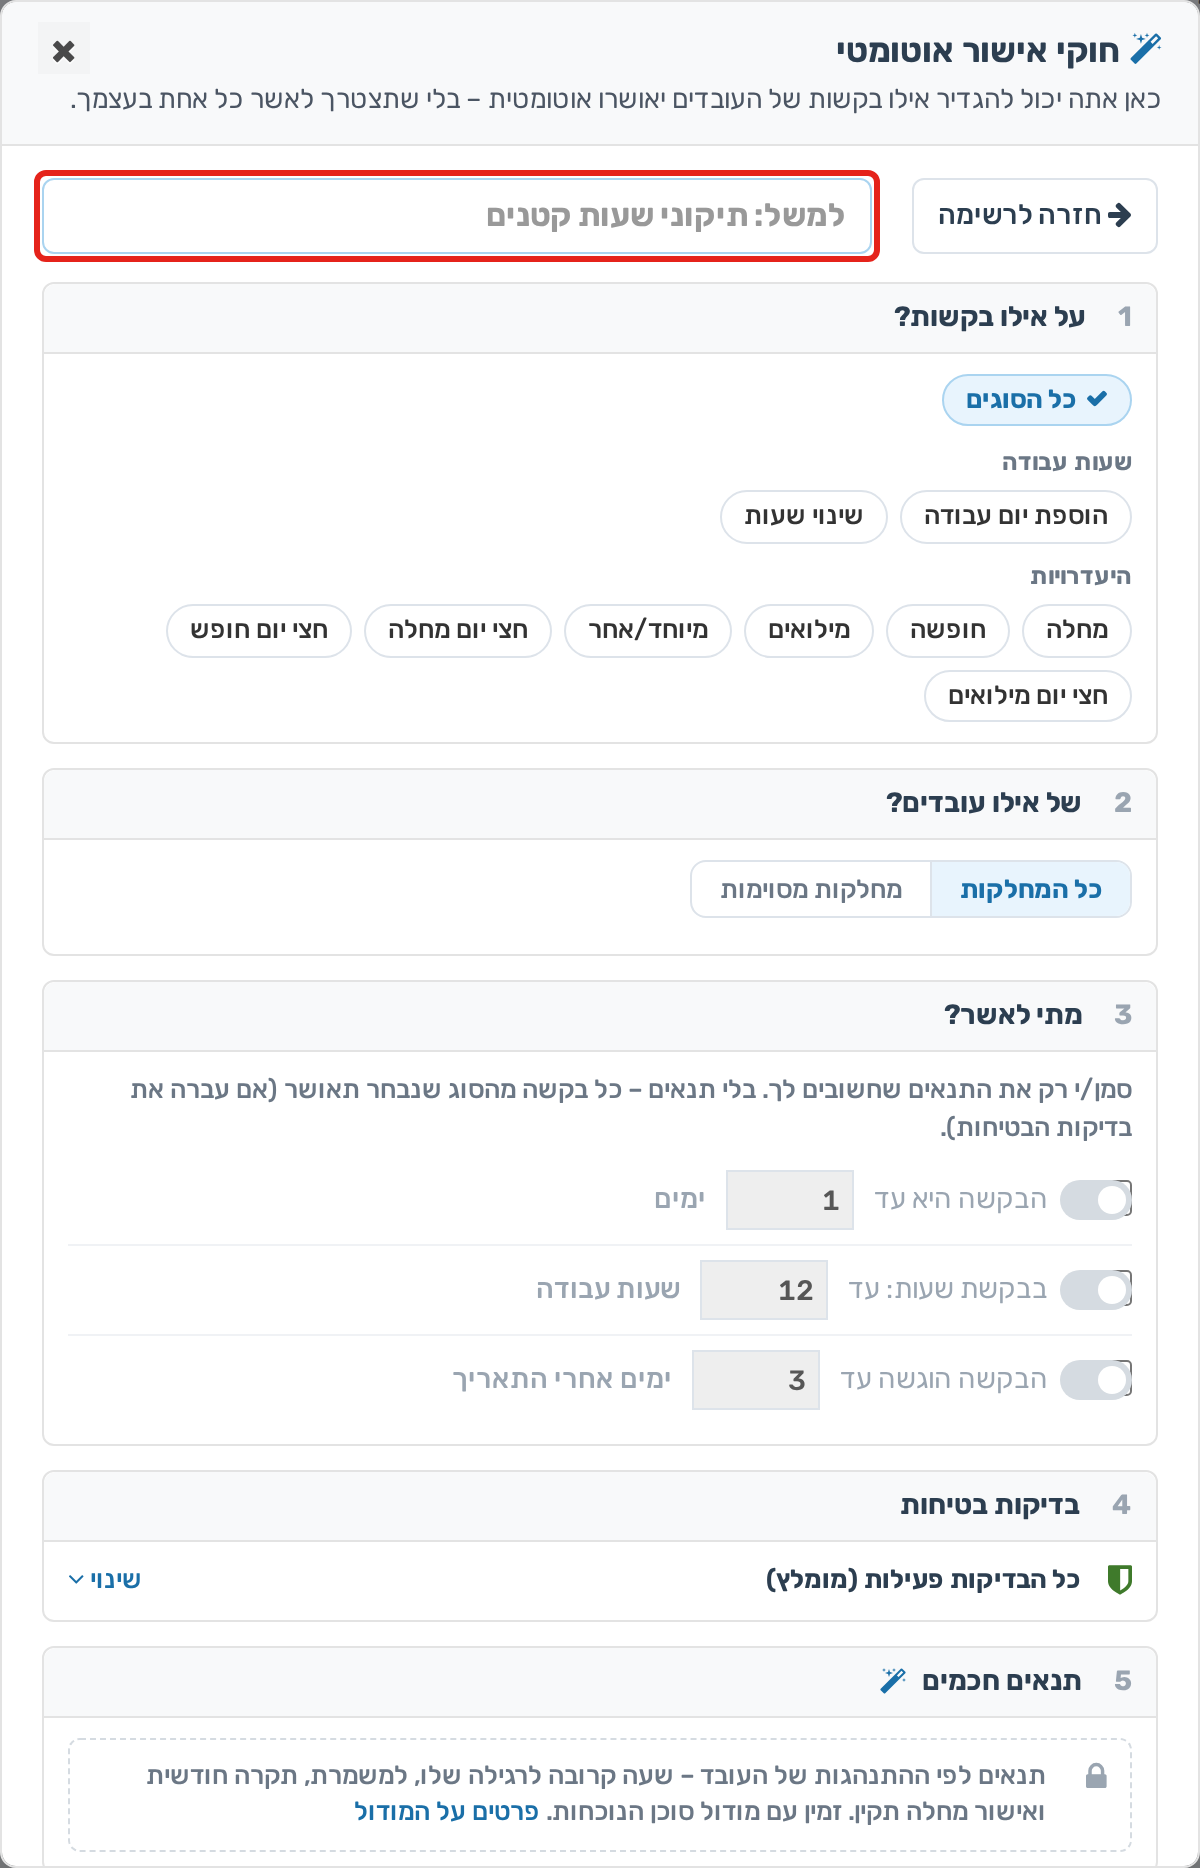 חוקי אישור אוטומטי
כאן אתה יכול להגדיר אילו בקשות של העובדים יאושרו אוטומטית – בלי שתצטרך לאשר כל אחת בעצמך.
חזרה לרשימה
למשל: תיקוני שעות קטנים
1 על אילו בקשות?
כל הסוגים
שעות עבודה
הוספת יום עבודה שינוי שעות
היעדרויות
מחלה חופשה מילואים מיוחד/אחר חצי יום מחלה חצי יום חופש
חצי יום מילואים
2 של אילו עובדים?
כל המחלקות מחלקות מסוימות
3 מתי לאשר?
סמן/י רק את התנאים שחשובים לך. בלי תנאים – כל בקשה מהסוג שנבחר תאושר (אם עברה את
בדיקות הבטיחות).
הבקשה היא עד 1 ימים
בבקשת שעות: עד 12 שעות עבודה
הבקשה הוגשה עד 3 ימים אחרי התאריך
4 בדיקות בטיחות
כל הבדיקות פעילות (מומלץ) שינוי
5 תנאים חכמים
תנאים לפי ההתנהגות של העובד – שעה קרובה לרגילה שלו, למשמרת, תקרה חודשית
ואישור מחלה תקין. זמין עם מודול סוכן הנוכחות. פרטים על המודול